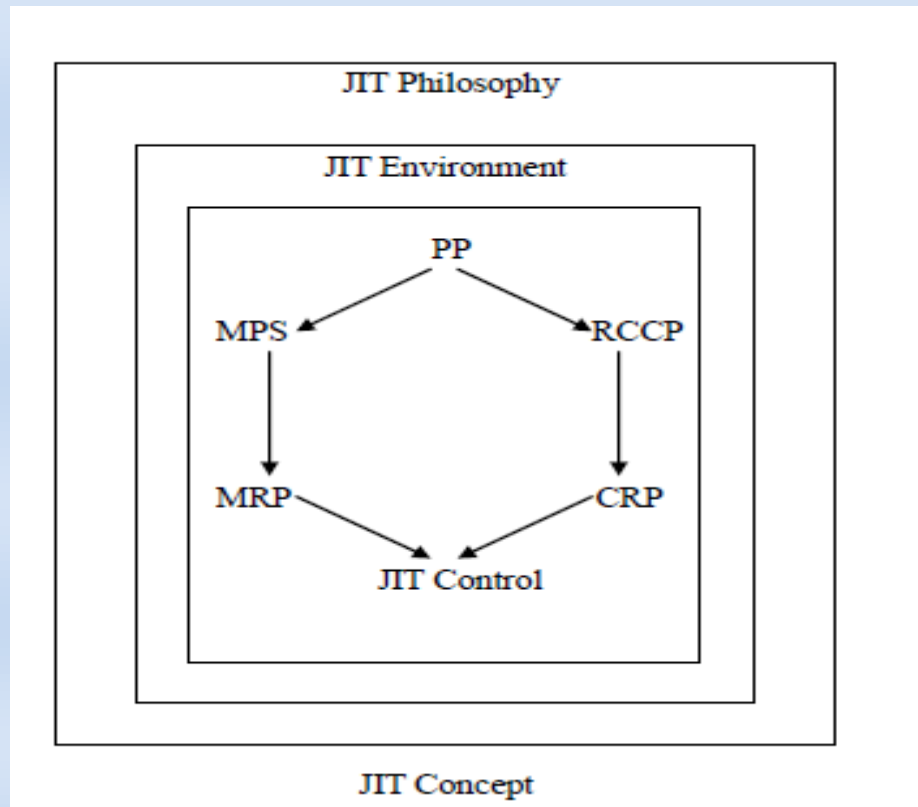 JIT Philosophy
JIT Environment
PP
MPS RCCP
MRP CRP
JIT Control
JIT Concept